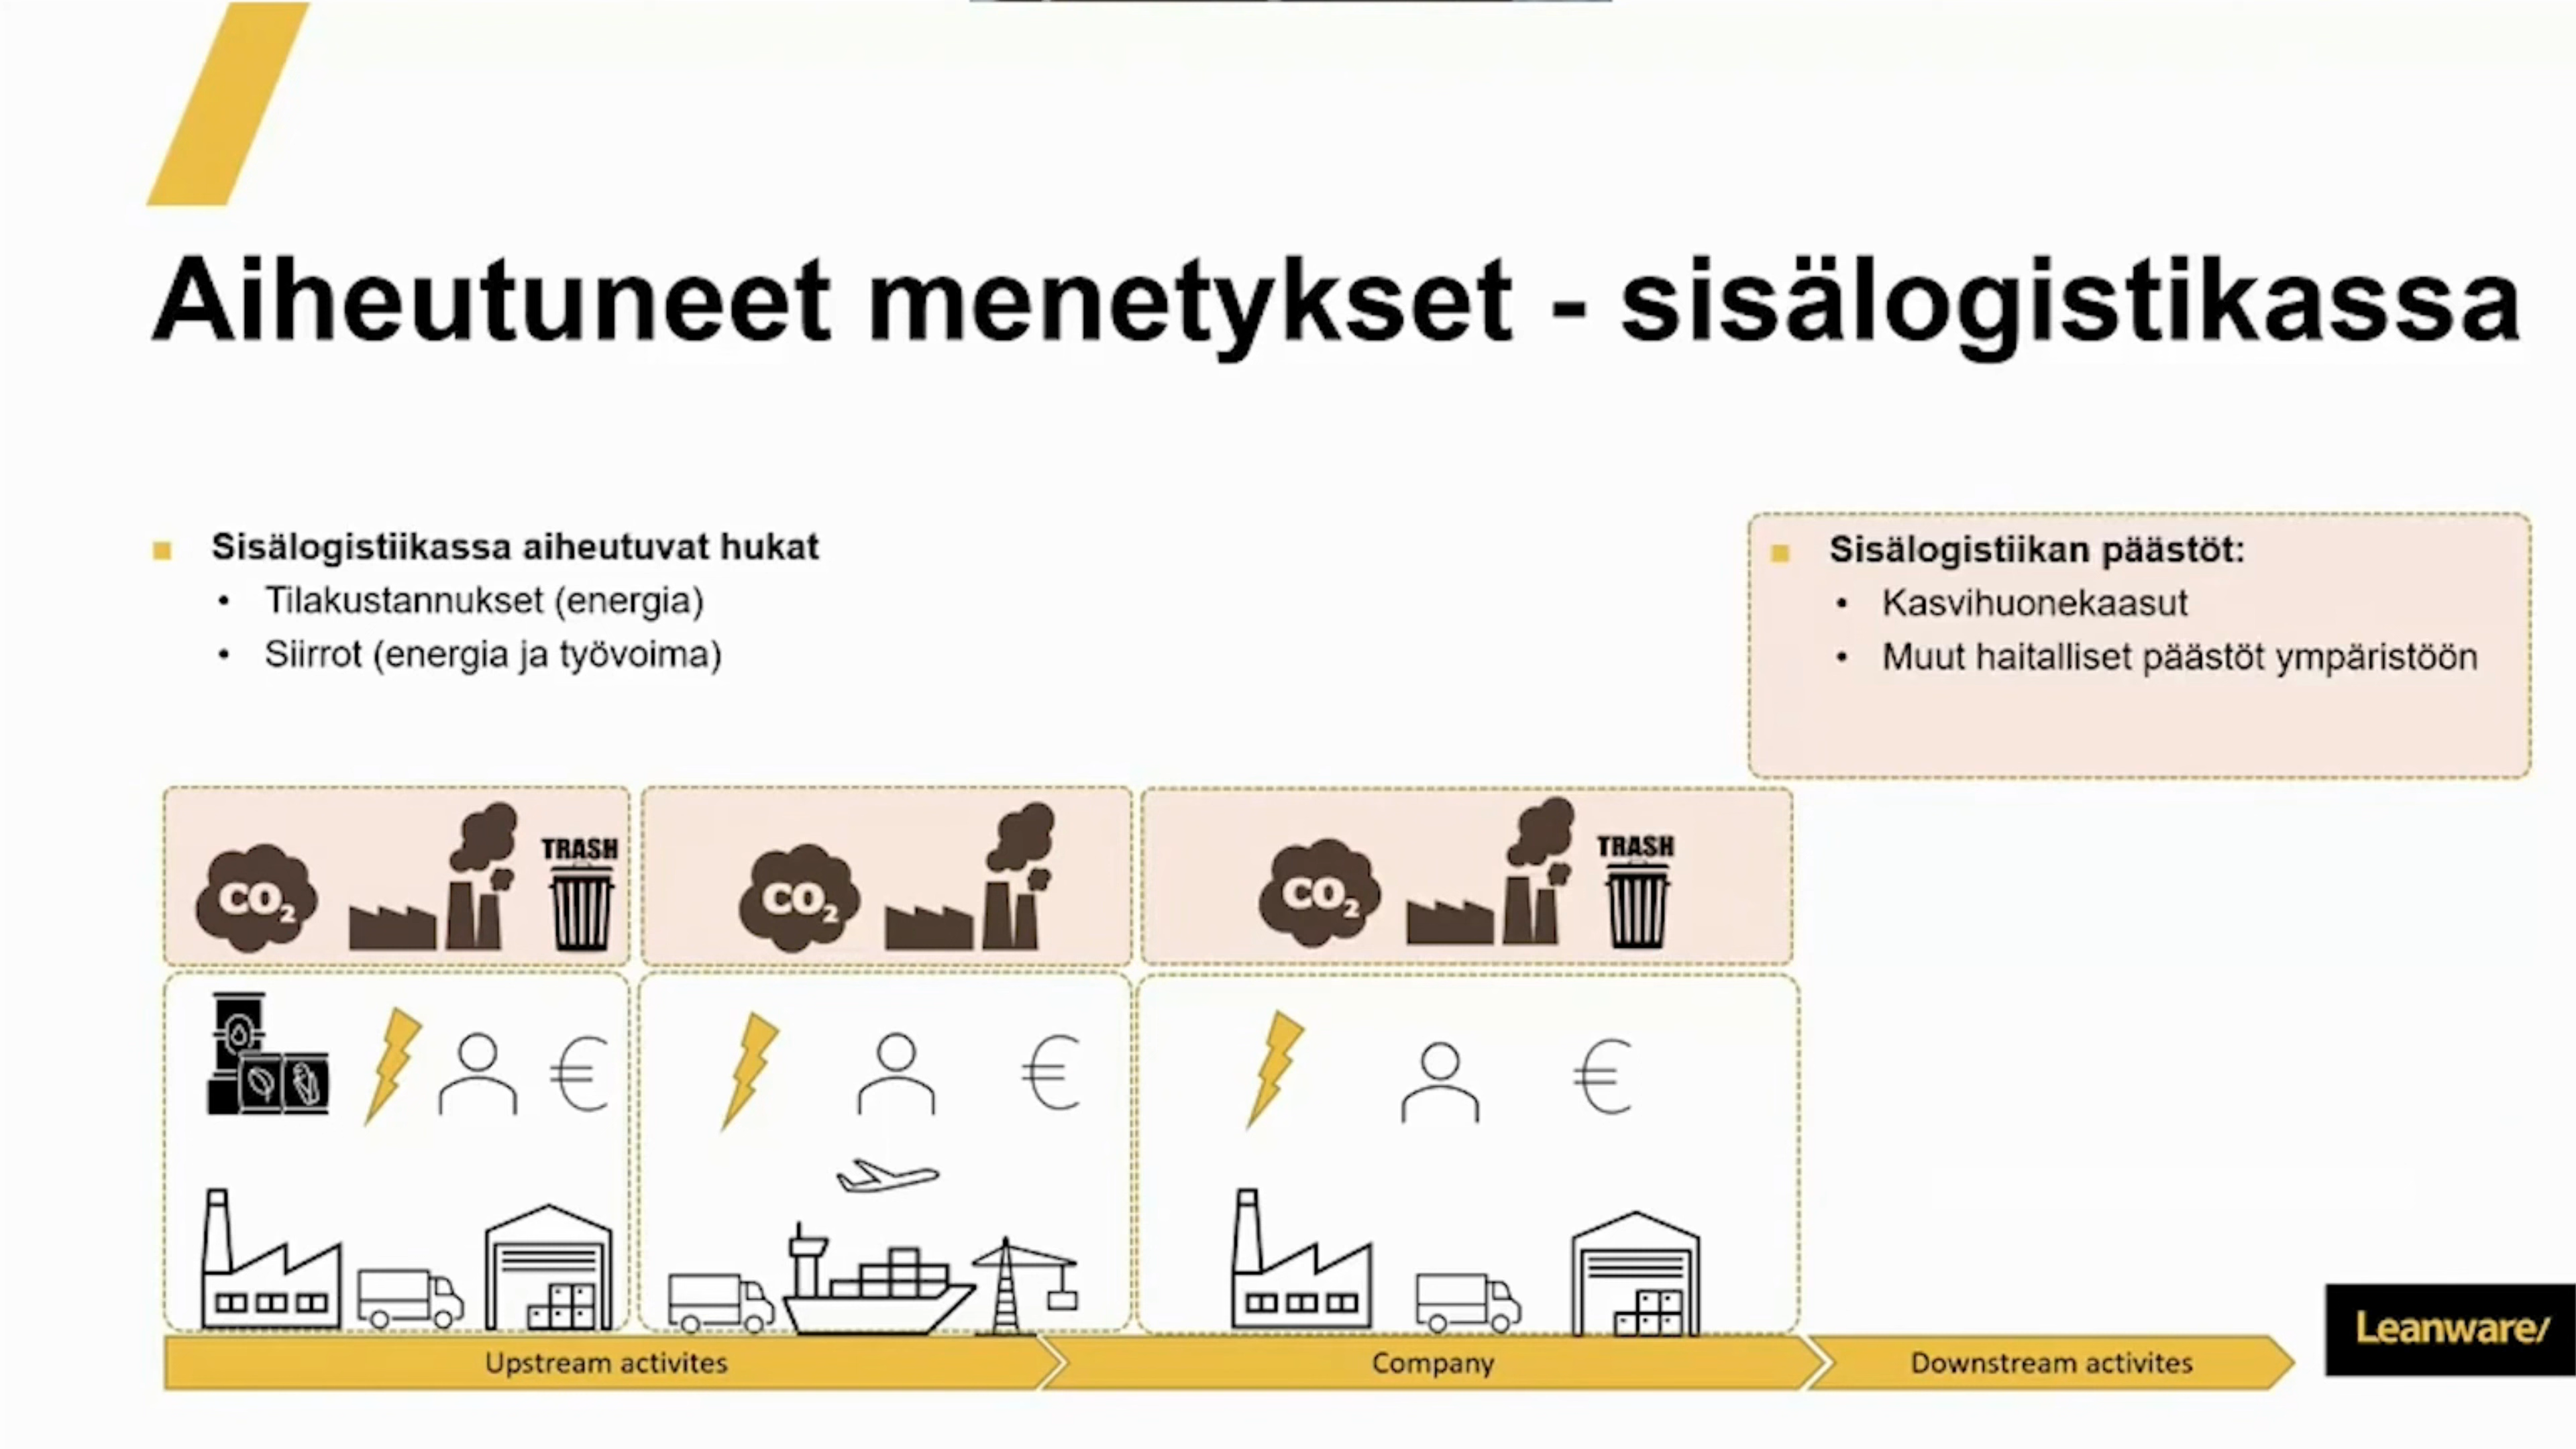 Aiheutuneet menetykset - sisälogistikassa
Sisälogistiikassa aiheutuvat hukat
Tilakustannukset (energia)
Siirrot (energia ja työvoima)
Sisälogistiikan päästöt:
Kasvihuonekaasut
Muut haitalliset päästöt ympäristöön
CO₂
TRASH
CO₂
CO₂
TRASH
€
€
€
Upstream activites
Company
Downstream activites
Leanware/